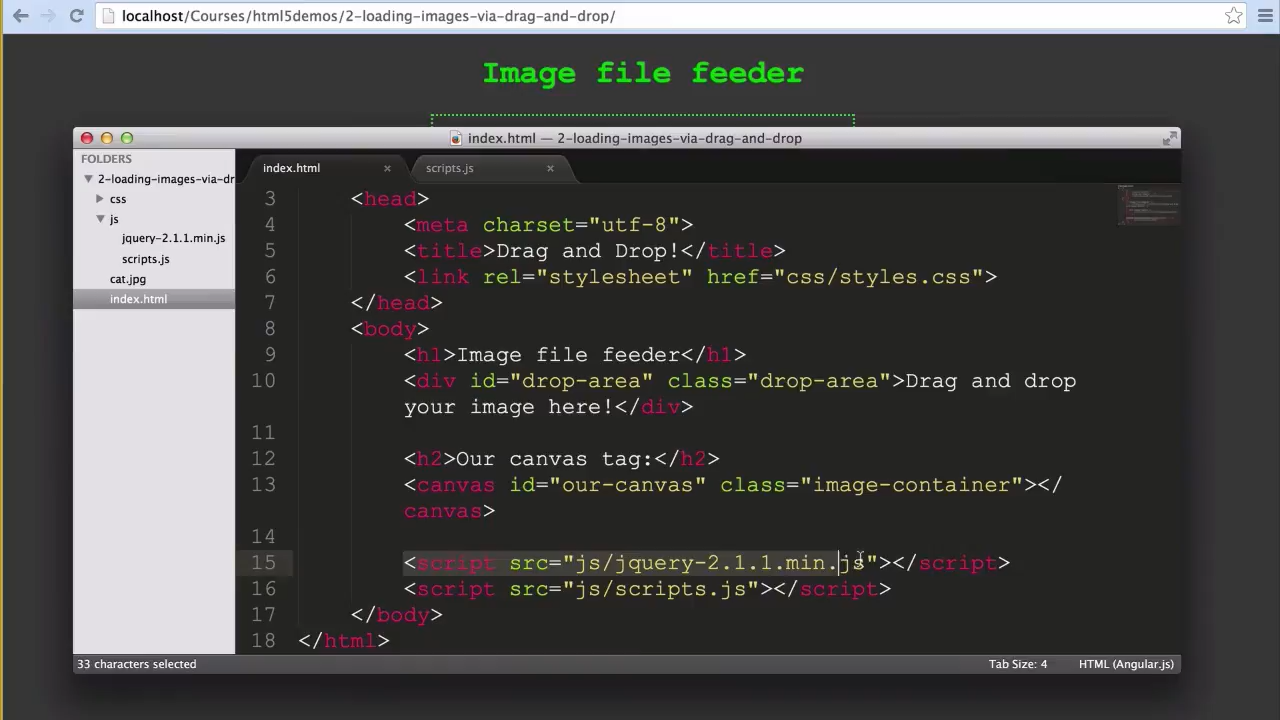 localhost/Courses/html5demos/2-loading-images-via-drag-and-drop/
Image file feeder
index.html — 2-loading-images-via-drag-and-drop
FOLDERS
2-loading-images-via-dr
css
js
jquery-2.1.1.min.js
scripts.js
cat.jpg
index.html
index.html ×
scripts.js ×
3 <head>
4 <meta charset="utf-8">
5 <title>Drag and Drop!</title>
6 <link rel="stylesheet" href="css/styles.css">
7 </head>
8 <body>
9 <h1>Image file feeder</h1>
10 <div id="drop-area" class="drop-area">Drag and drop
your image here!</div>
11
12 <h2>Our canvas tag:</h2>
13 <canvas id="our-canvas" class="image-container"></
canvas>
14
15 <script src="js/jquery-2.1.1.min.js"></script>
16 <script src="js/scripts.js"></script>
17 </body>
18 </html>
33 characters selected
Tab Size: 4
HTML (Angular.js)